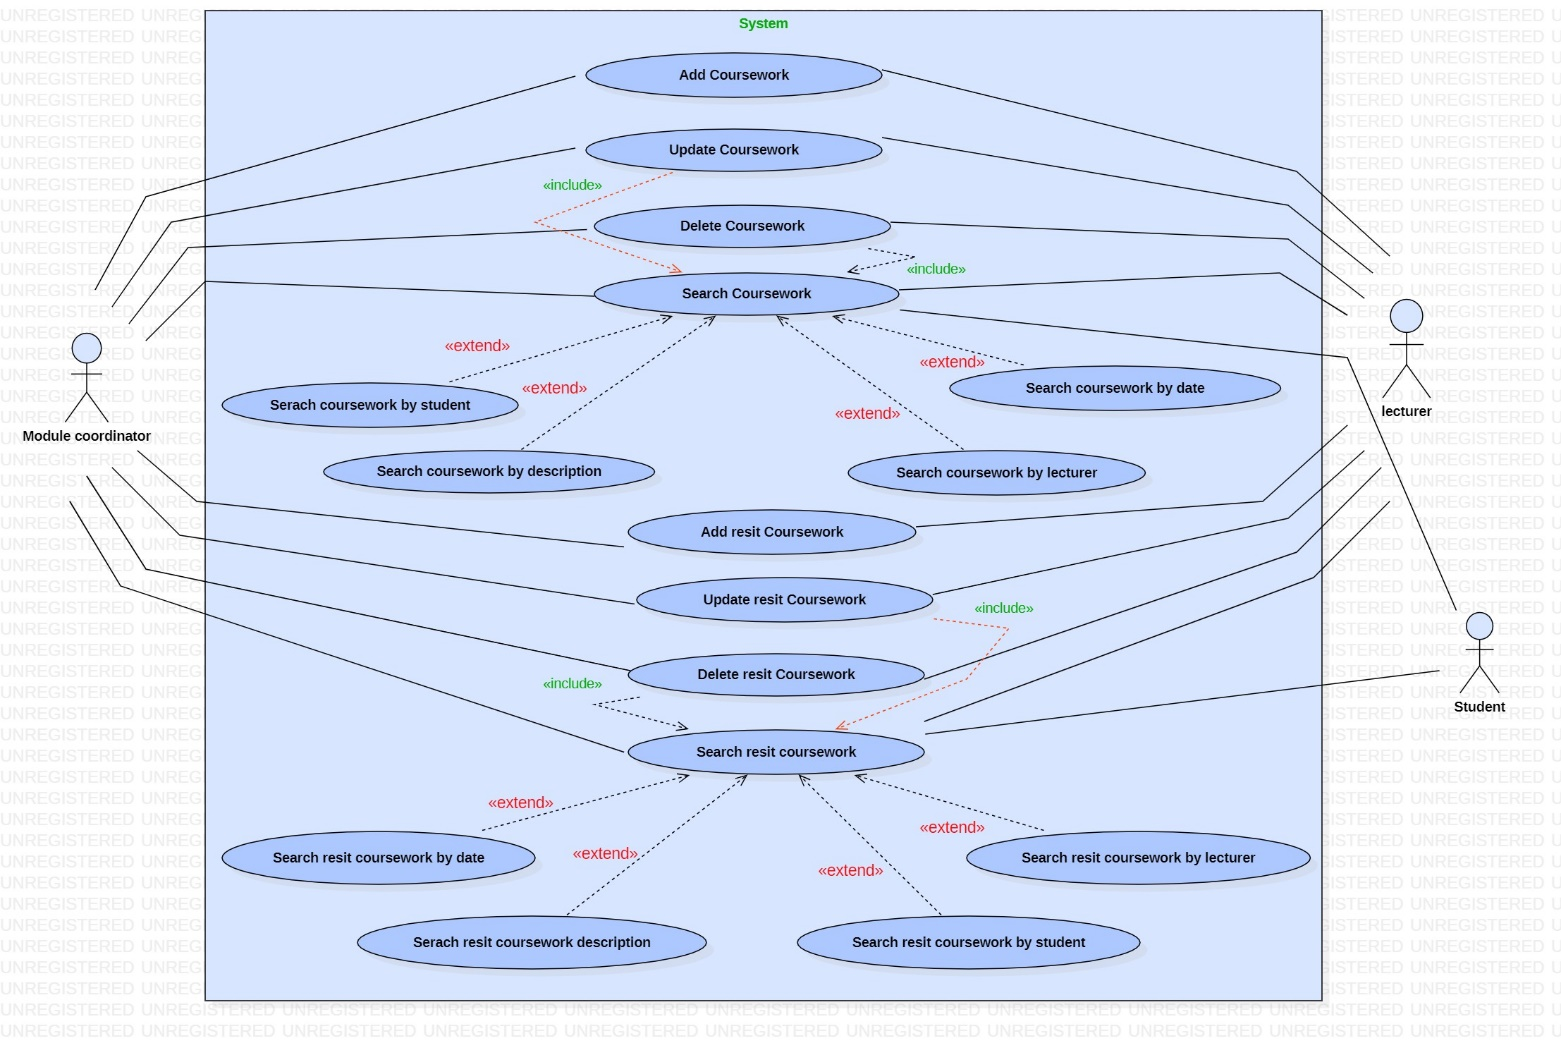 System
Add Coursework
Update Coursework
«include»
Delete Coursework
«include»
Search Coursework
«extend»
«extend»
«extend»
«extend»
Serach coursework by student
Search coursework by date
lecturer
Module coordinator
Search coursework by description
Search coursework by lecturer
Add resit Coursework
Update resit Coursework
«include»
Delete resit Coursework
«include»
Student
Search resit coursework
«extend»
«extend»
«extend»
«extend»
Search resit coursework by date
Search resit coursework by lecturer
Serach resit coursework description
Search resit coursework by student
UNREGISTERED